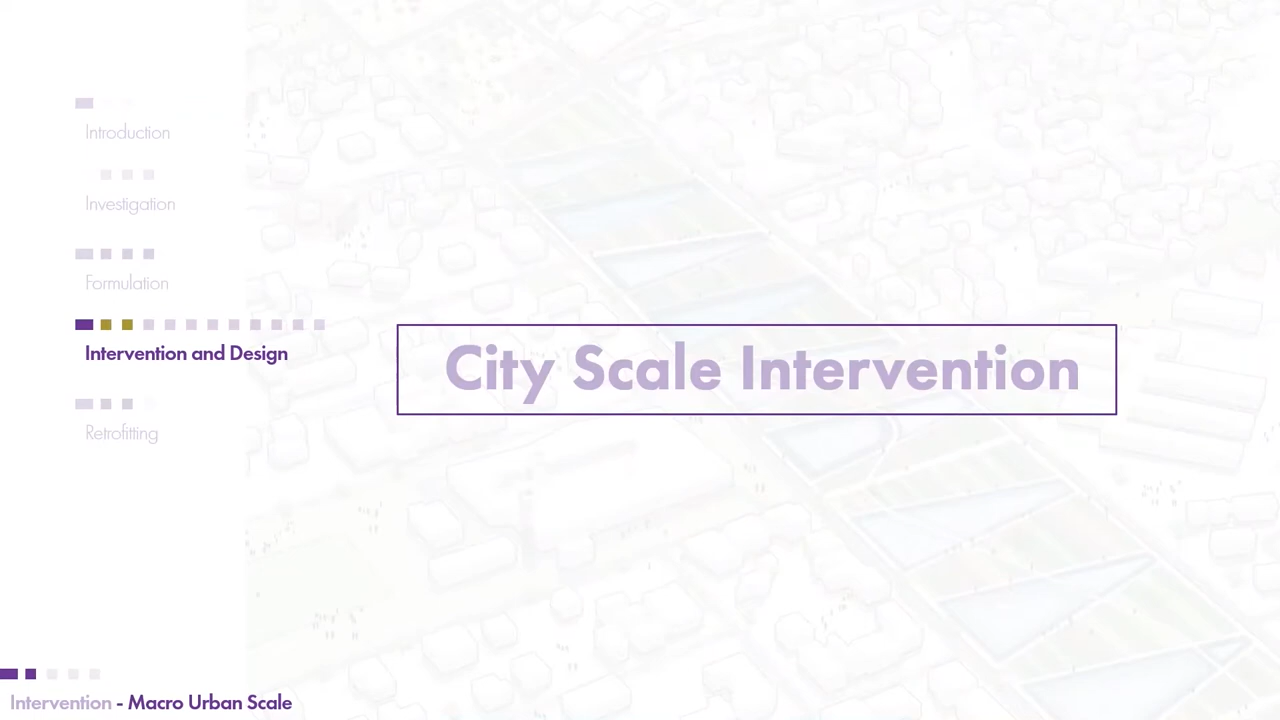 Introduction
Investigation
Formulation
Intervention and Design
Retrofitting
City Scale Intervention
Intervention - Macro Urban Scale